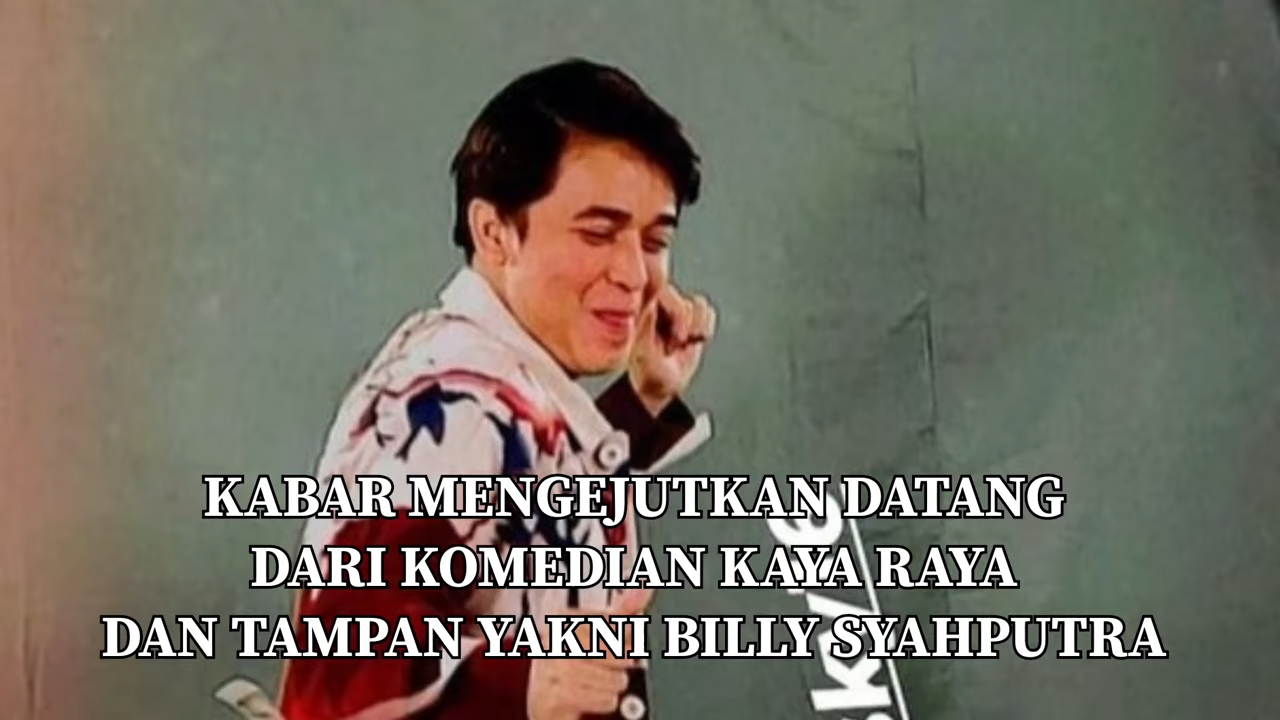 KABAR MENGEJUTKAN DATANG
DARI KOMEDIAN KAYA RAYA
DAN TAMPAN YAKNI BILLY SYAHPUTRA